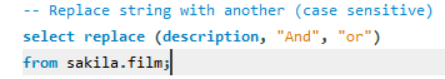 -- Replace string with another (case sensitive)
select replace (description, "And", "or")
from sakila.film;